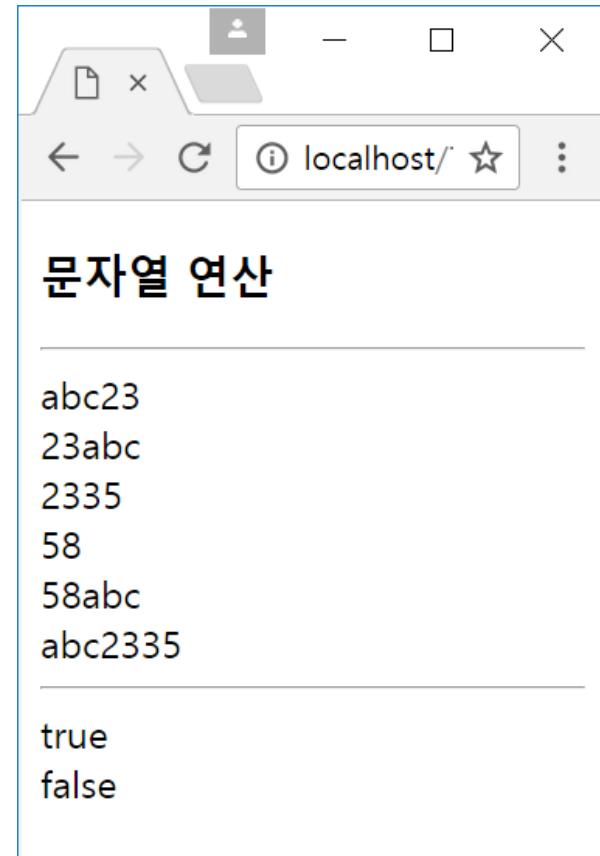 localhost/
문자열 연산
abc23
23abc
2335
58
58abc
abc2335
true
false